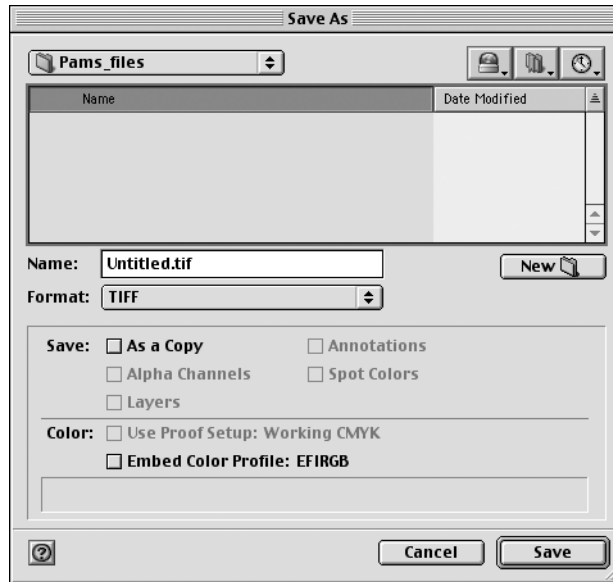 Save As
Pams_files
Name Date Modified
Name: Untitled.tif New
Format: TIFF
Save: As a Copy Annotations
Alpha Channels Spot Colors
Layers
Color: Use Proof Setup: Working CMYK
Embed Color Profile: EFIRGB
? Cancel Save